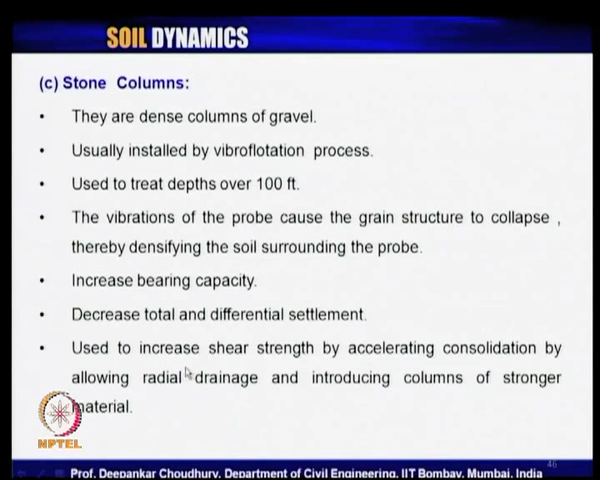 SOIL DYNAMICS
(c) Stone Columns:
• They are dense columns of gravel.
• Usually installed by vibroflotation process.
• Used to treat depths over 100 ft.
• The vibrations of the probe cause the grain structure to collapse ,
thereby densifying the soil surrounding the probe.
• Increase bearing capacity.
• Decrease total and differential settlement.
• Used to increase shear strength by accelerating consolidation by
allowing radial drainage and introducing columns of stronger
material.
NPTEL
46
Prof. Deepankar Choudhury, Department of Civil Engineering, IIT Bombay, Mumbai, India